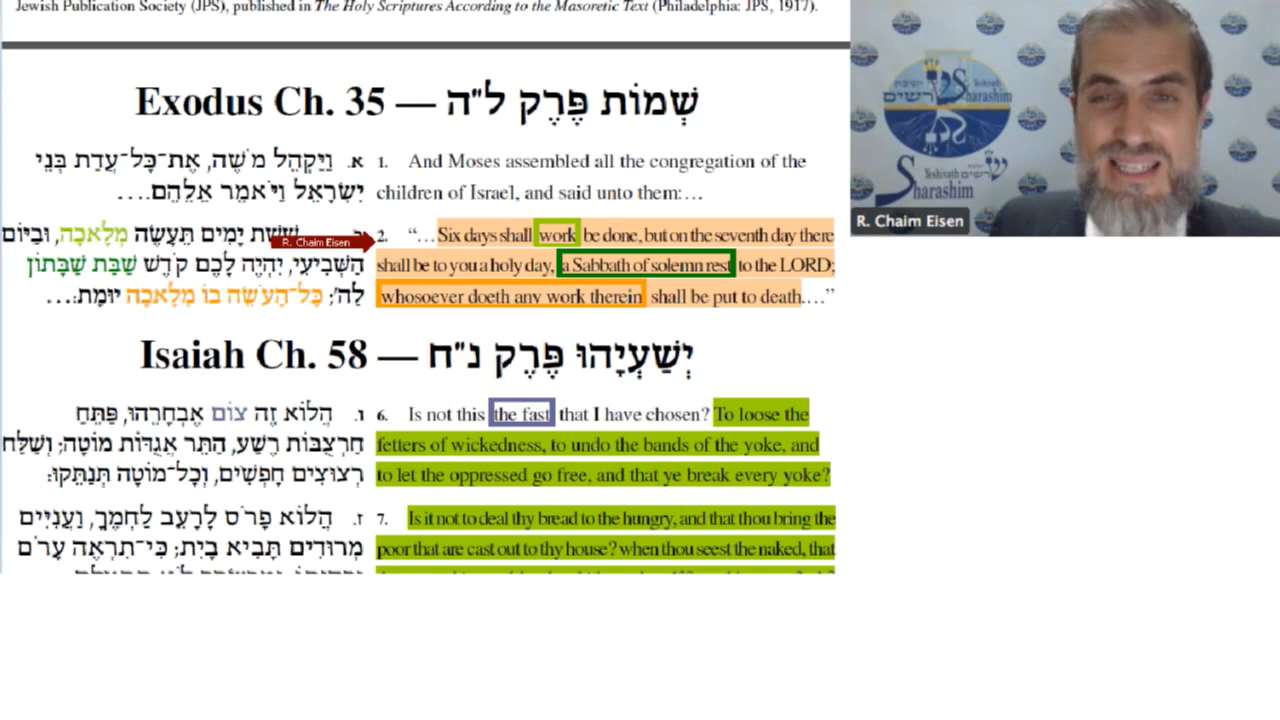 Jewish Publication Society (JPS), published in The Holy Scriptures According to the Masoretic Text (Philadelphia: JPS, 1917).
Exodus Ch. 35 — שְׁמוֹת פֶּרֶק ל"ה
א. וַיַּקְהֵל מֹשֶׁה, אֶת־כָּל־עֲדַת בְּנֵי
יִשְׂרָאֵל וַיֹּאמֶר אֲלֵהֶם....
1. And Moses assembled all the congregation of the
children of Israel, and said unto them:…
שֵׁשֶׁת יָמִים תֵּעָשֶׂה מְלָאכָה, וּבַיּוֹם
הַשְּׁבִיעִי, יִהְיֶה לָכֶם קֹדֶשׁ שַׁבַּת שַׁבָּתוֹן
לַה'; כָּל־הָעֹשֶׂה בוֹ מְלָאכָה יוּמָת:...
R. Chaim Eisen
2. “…Six days shall work be done, but on the seventh day there
shall be to you a holy day, a Sabbath of solemn rest to the LORD;
whosoever doeth any work therein shall be put to death.…”
Isaiah Ch. 58 — יְשַׁעְיָהוּ פֶּרֶק נ"ח
ו. הֲלוֹא זֶה צוֹם אֶבְחָרֵהוּ, פַּתֵּחַ
חַרְצֻבּוֹת רֶשַׁע, הַתֵּר אֲגֻדּוֹת מוֹטָה; וְשַׁלַּח
רְצוּצִים חָפְשִׁים, וְכָל־מוֹטָה תְּנַתֵּקוּ:
6. Is not this the fast that I have chosen? To loose the
fetters of wickedness, to undo the bands of the yoke, and
to let the oppressed go free, and that ye break every yoke?
ז. הֲלוֹא פָרֹס לָרָעֵב לַחְמֶךָ, וַעֲנִיִּים
מְרוּדִים תָּבִיא בָיִת; כִּי־תִרְאֶה עָרֹם
7. Is it not to deal thy bread to the hungry, and that thou bring the
poor that are cast out to thy house? when thou seest the naked, that
ישיבת
שרשים
Yeshivath
Sharashim
Yeshivath שרשים
Sharashim
R. Chaim Eisen